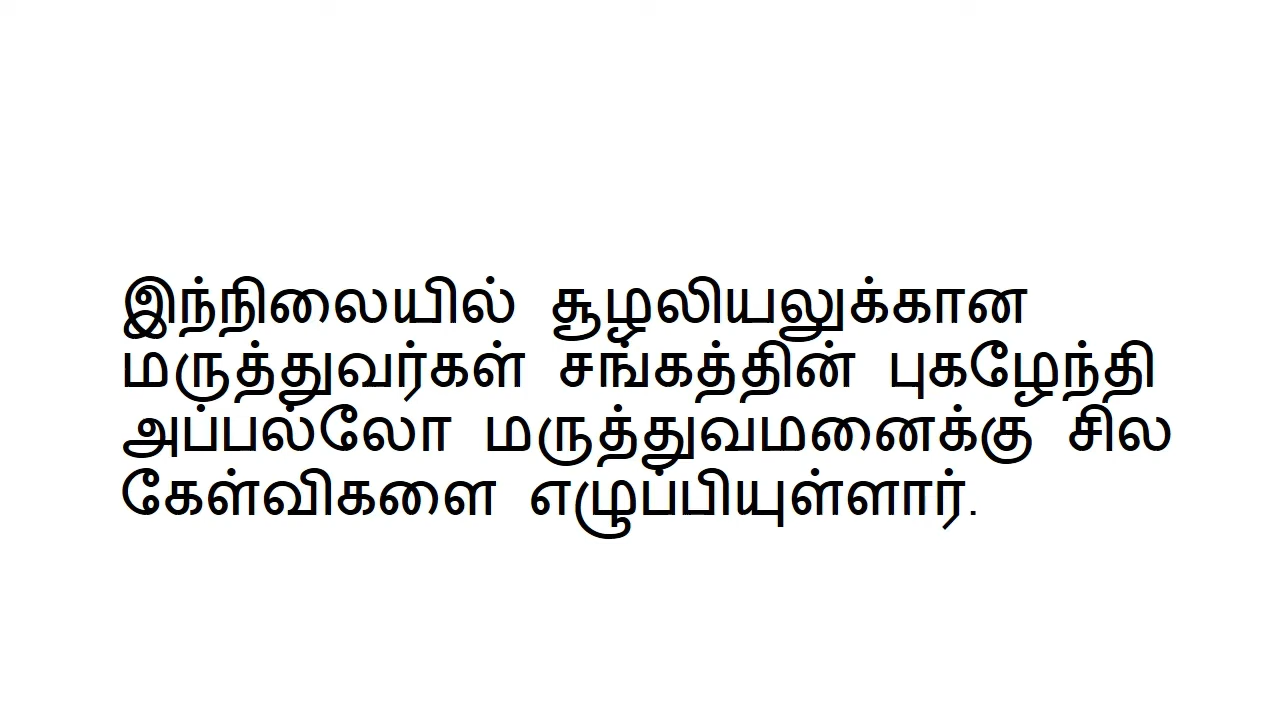 இந்நிலையில் சூழலியலுக்கான
மருத்துவர்கள் சங்கத்தின் புகழேந்தி
அப்பல்லோ மருத்துவமனைக்கு சில
கேள்விகளை எழுப்பியுள்ளார்.